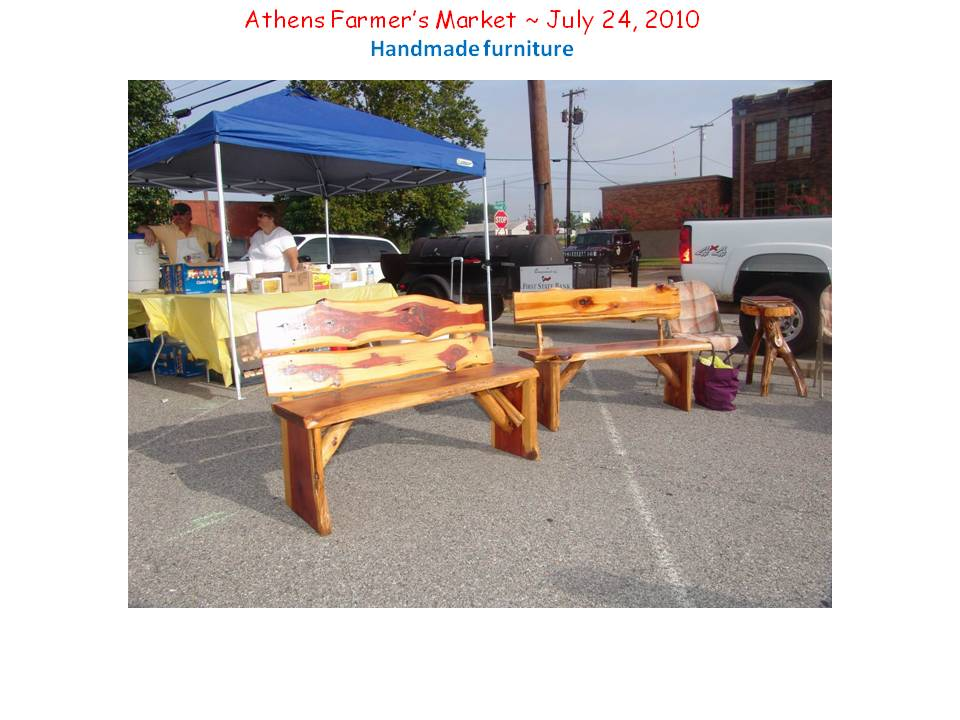 Athens Farmer's Market ~ July 24, 2010
Handmade furniture
STOP
FIRST STATE BANK
4x4